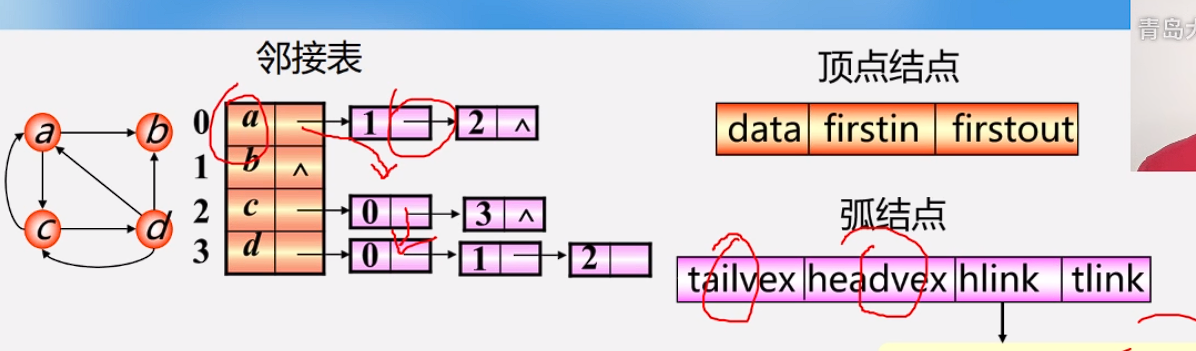 青岛大
邻接表
顶点结点
a b
c d
0 a 1 2 ^
1 b ^
2 c 0 3 ^
3 d 0 1 2
data firstin firstout
弧结点
tailvex headvex hlink tlink